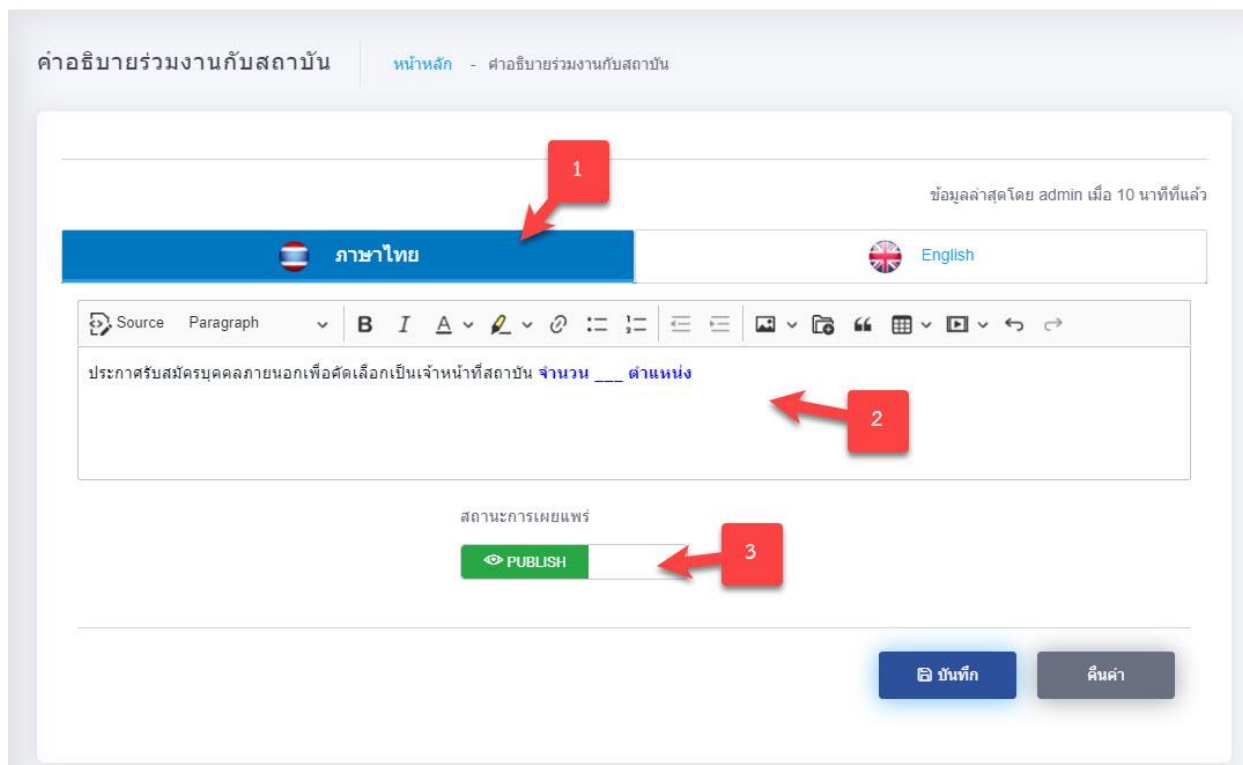 คำอธิบายร่วมงานกับสถาบัน หน้าหลัก - คำอธิบายร่วมงานกับสถาบัน
1
ข้อมูลล่าสุดโดย admin เมื่อ 10 นาทีที่แล้ว
ภาษาไทย English
Source Paragraph
ประกาศรับสมัครบุคคลภายนอกเพื่อคัดเลือกเป็นเจ้าหน้าที่สถาบัน จำนวน ___ ตำแหน่ง
2
สถานะการเผยแพร่
PUBLISH 3
บันทึก คืนค่า